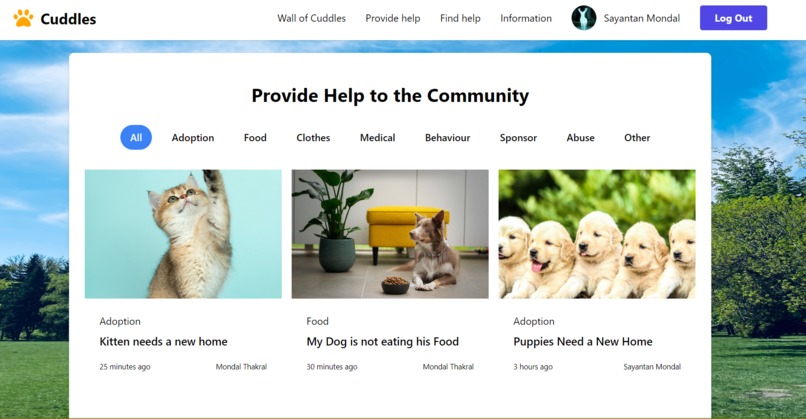 Cuddles Wall of Cuddles Provide help Find help Information Sayantan Mondal Log Out
Provide Help to the Community
All Adoption Food Clothes Medical Behaviour Sponsor Abuse Other
Adoption Food Adoption
Kitten needs a new home My Dog is not eating his Food Puppies Need a New Home
25 minutes ago Mondal Thakral 30 minutes ago Mondal Thakral 3 hours ago Sayantan Mondal